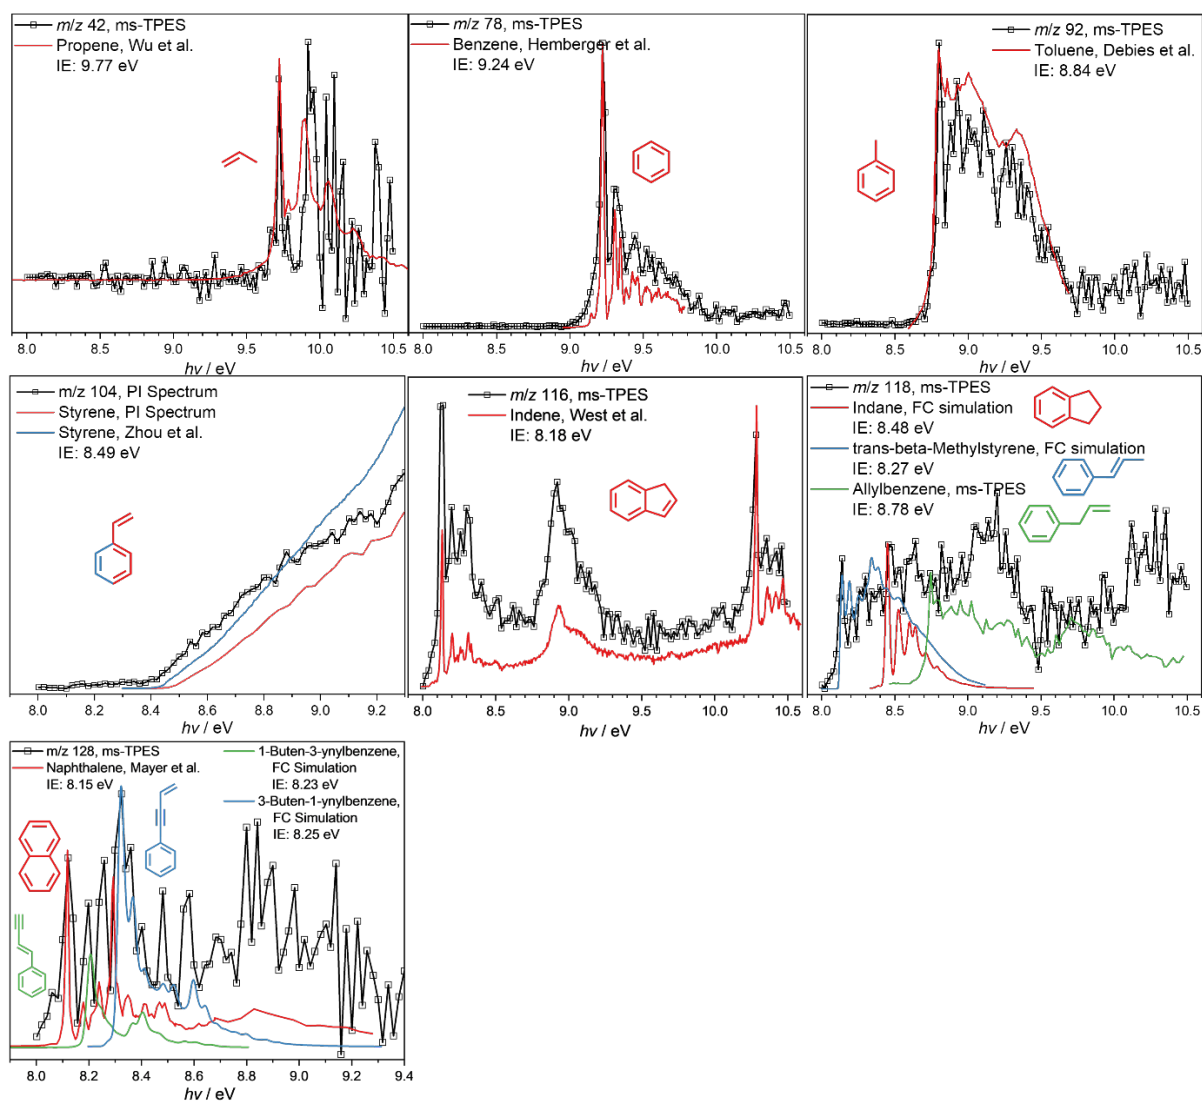 m/z 42, ms-TPES
Propene, Wu et al.
IE: 9.77 eV
8.0 8.5 9.0 9.5 10.0 10.5
hv / eV
m/z 78, ms-TPES
Benzene, Hemberger et al.
IE: 9.24 eV
8.0 8.5 9.0 9.5 10.0 10.5
hv / eV
m/z 92, ms-TPES
Toluene, Debies et al.
IE: 8.84 eV
8.0 8.5 9.0 9.5 10.0 10.5
hv / eV
m/z 104, PI Spectrum
Styrene, PI Spectrum
Styrene, Zhou et al.
IE: 8.49 eV
8.0 8.2 8.4 8.6 8.8 9.0 9.2
hv / eV
m/z 116, ms-TPES
Indene, West et al.
IE: 8.18 eV
8.0 8.5 9.0 9.5 10.0 10.5
hv / eV
m/z 118, ms-TPES
Indane, FC simulation
IE: 8.48 eV
trans-beta-Methylstyrene, FC simulation
IE: 8.27 eV
Allylbenzene, ms-TPES
IE: 8.78 eV
8.0 8.5 9.0 9.5 10.0 10.5
hv / eV
m/z 128, ms-TPES
Naphthalene, Mayer et al.
IE: 8.15 eV
1-Buten-3-ynylbenzene,
FC Simulation
IE: 8.23 eV
3-Buten-1-ynylbenzene,
FC Simulation
IE: 8.25 eV
8.0 8.2 8.4 8.6 8.8 9.0 9.2 9.4
hv / eV